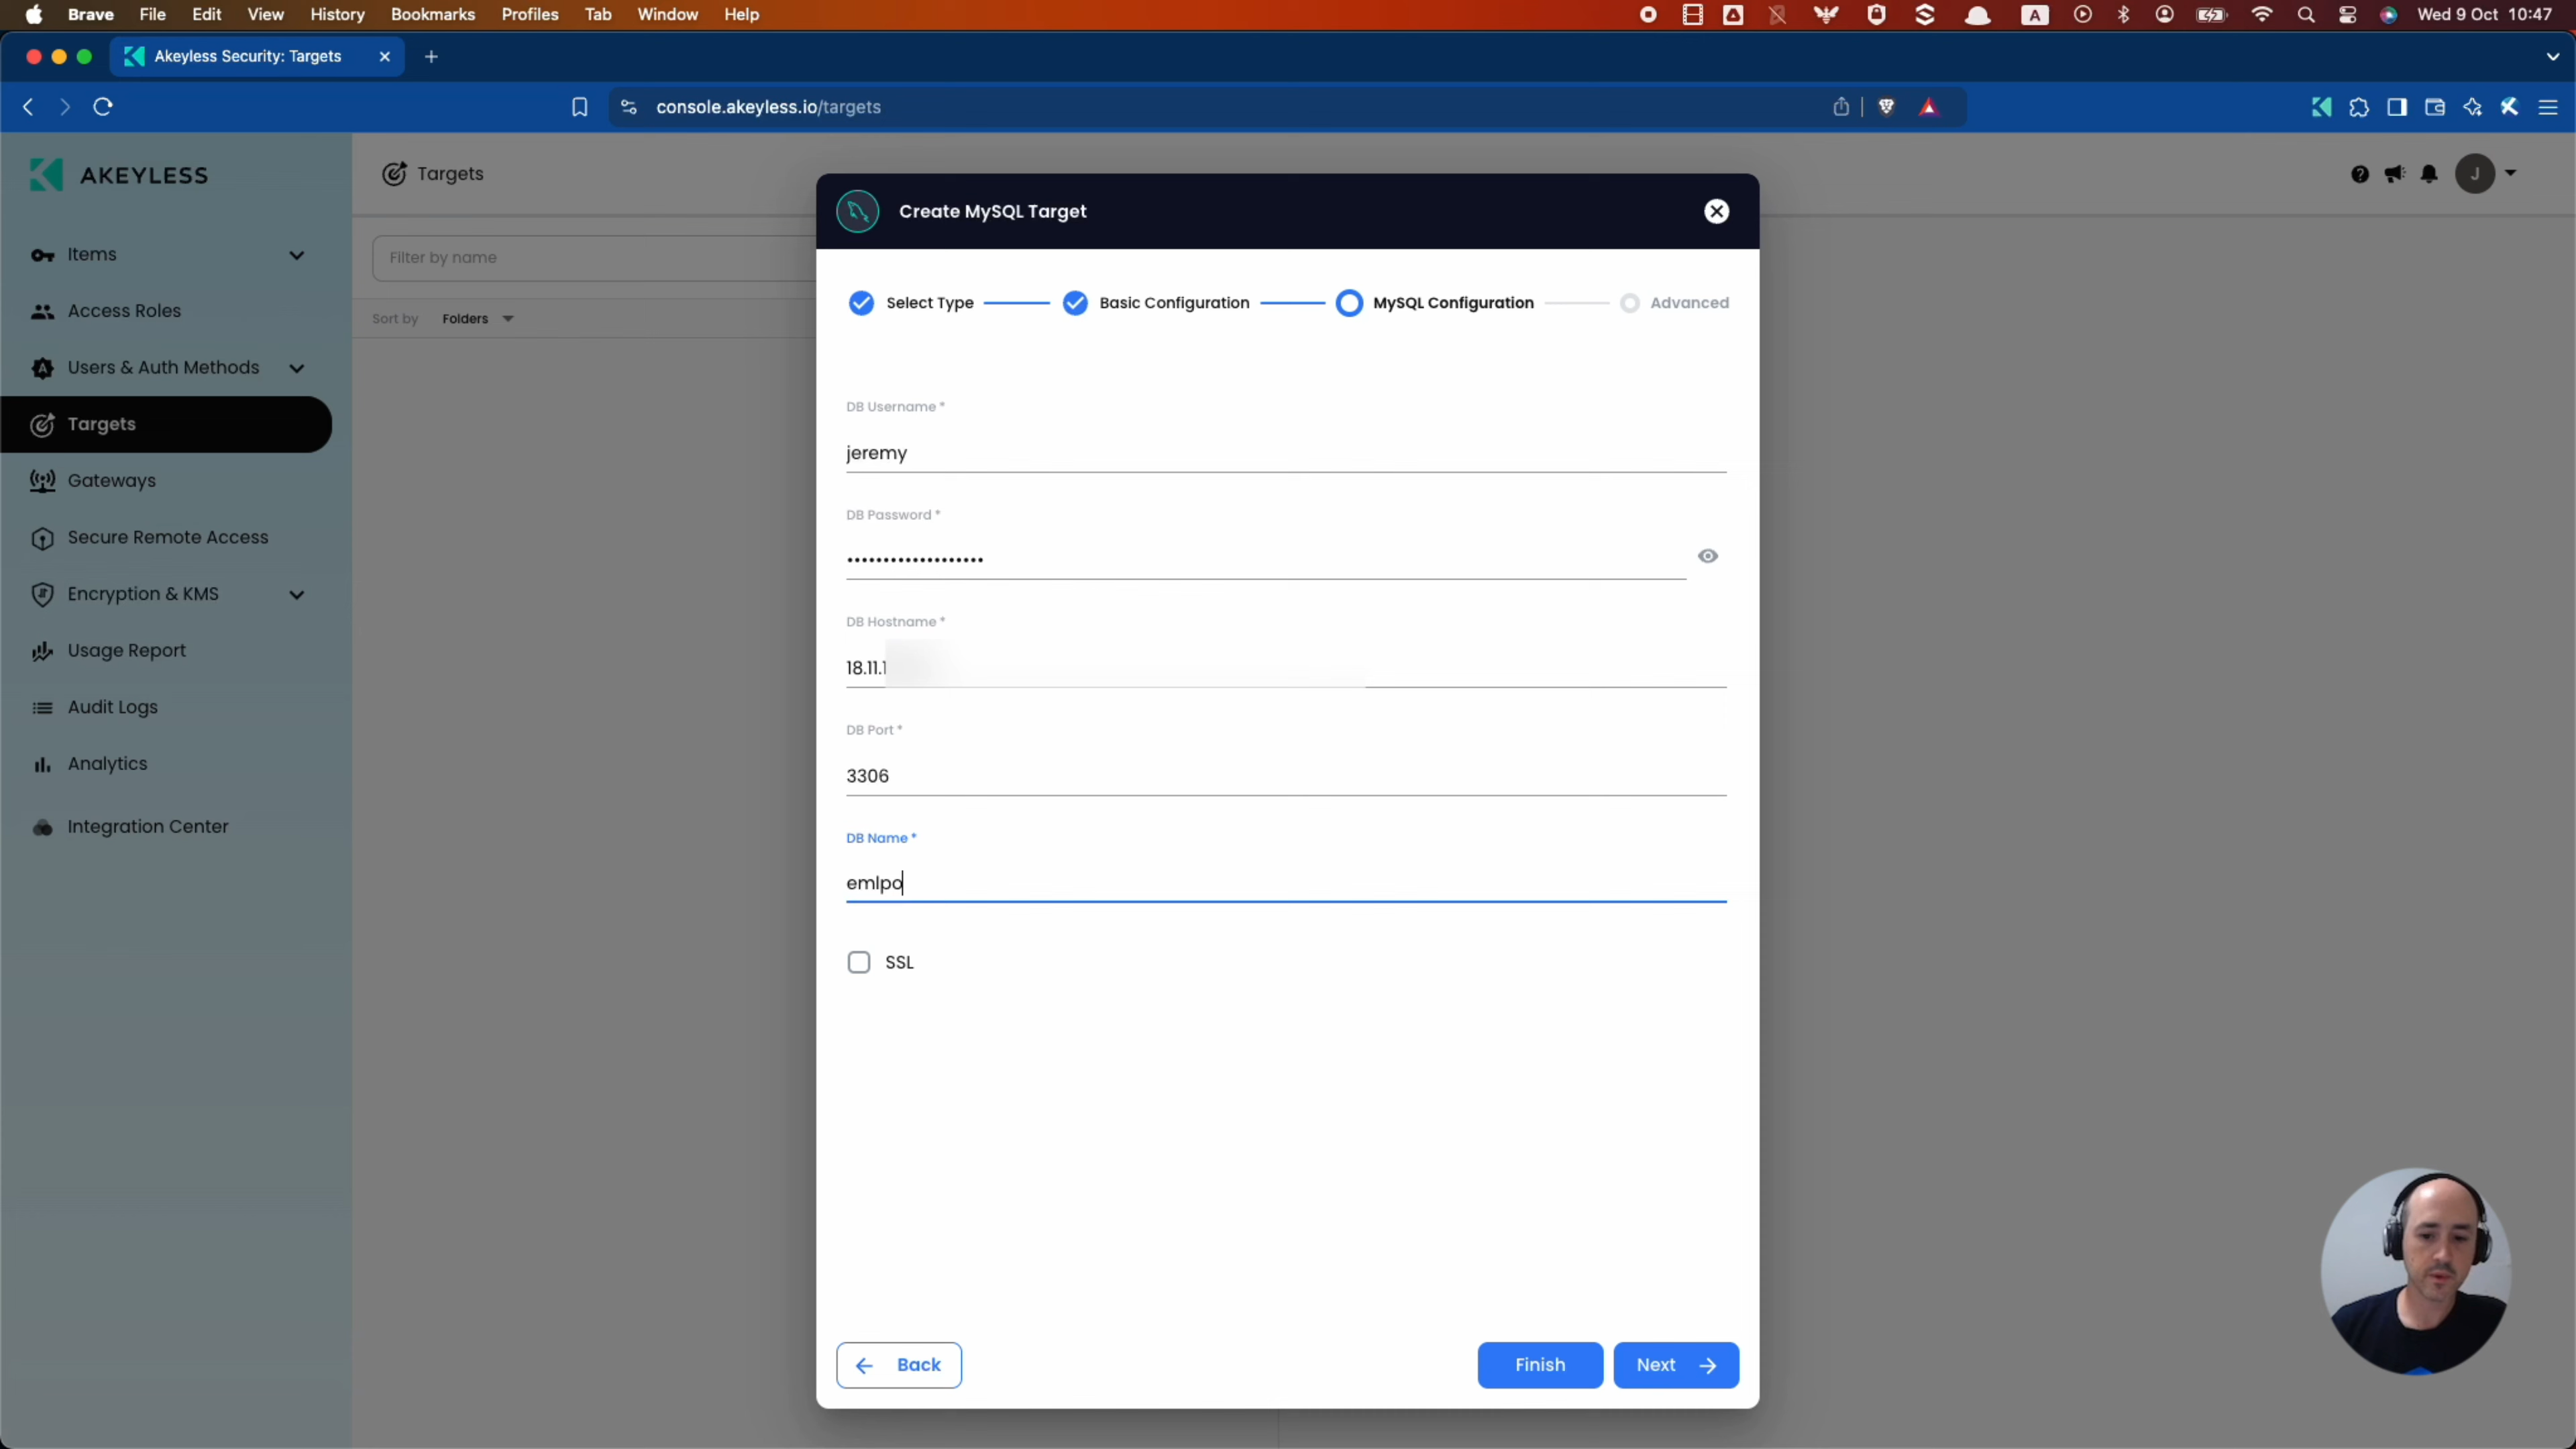 Brave File Edit View History Bookmarks Profiles Tab Window Help A Wed 9 Oct 10:47
Akeyless Security: Targets
console.akeyless.io/targets
AKEYLESS
Targets
J
Create MySQL Target
Items
Filter by name
Select Type Basic Configuration MySQL Configuration Advanced
Access Roles
Sort by Folders
Users & Auth Methods
Targets
Gateways
Secure Remote Access
Encryption & KMS
Usage Report
Audit Logs
Analytics
Integration Center
DB Username *
jeremy
DB Password *
•••••••••••••••••••
DB Hostname *
18.11.1
DB Port *
3306
DB Name *
emlpo
SSL
Back Finish Next